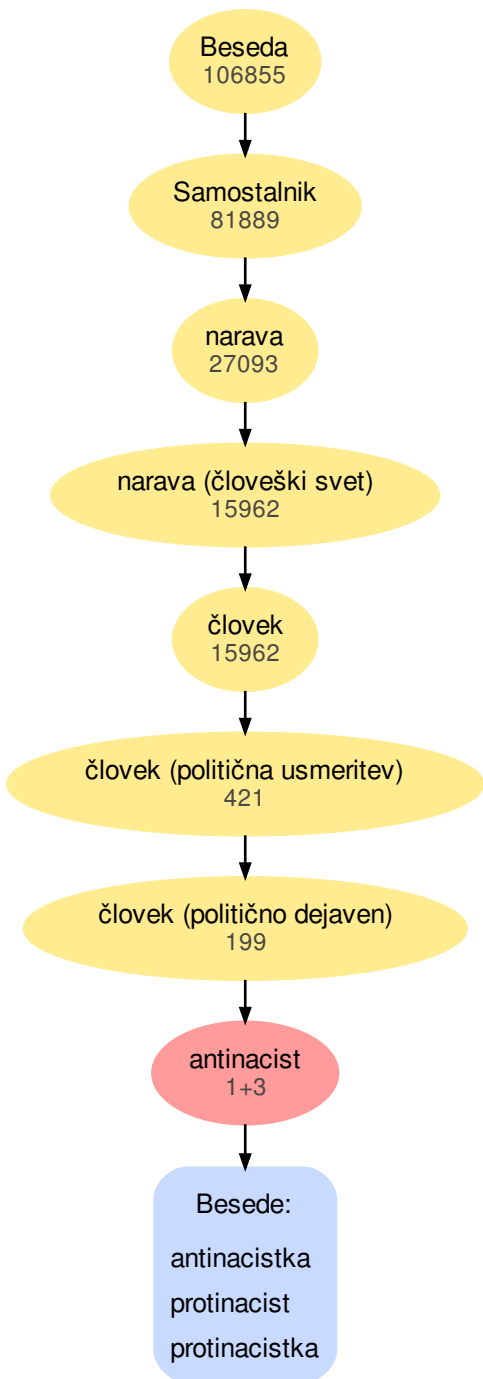 Beseda
106855
Samostalnik
81889
narava
27093
narava (človeški svet)
15962
človek
15962
človek (politična usmeritev)
421
človek (politično dejaven)
199
antinacist
1+3
Besede:
antinacistka
protinacist
protinacistka